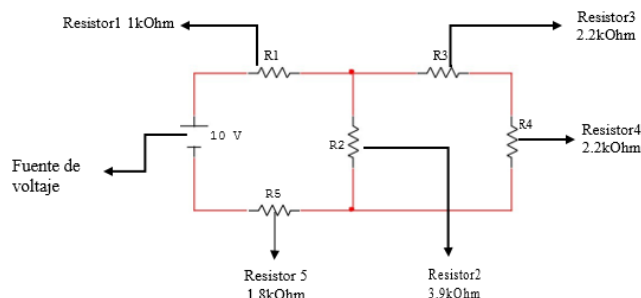 Resistor1 1kOhm
Resistor3
2.2kOhm
R1
R3
10 V
R2
R4
Resistor4
2.2kOhm
Fuente de
voltaje
R5
Resistor 5
1.8kOhm
Resistor2
3.9kOhm